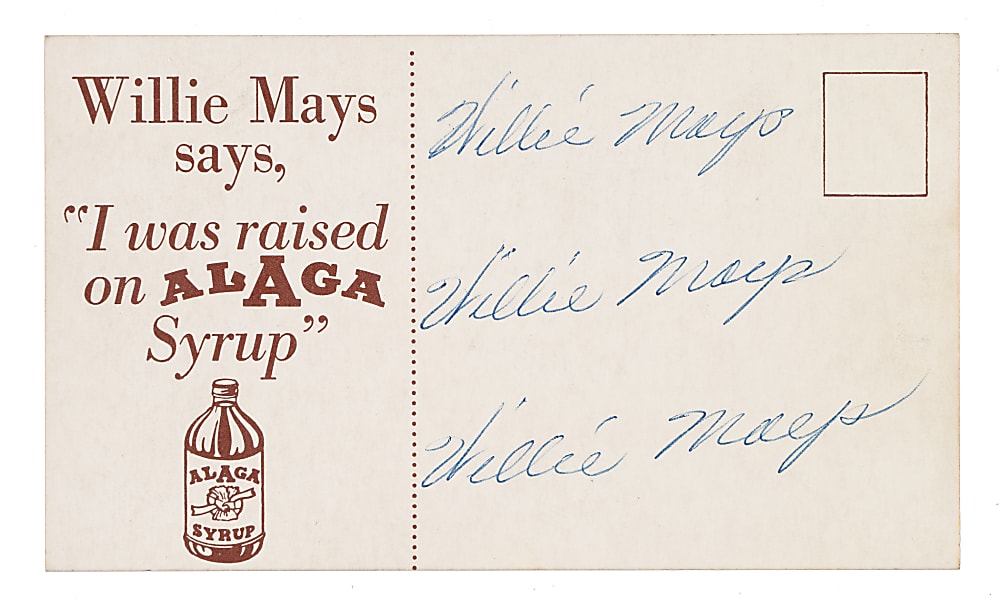 Willie Mays
says,
“I was raised
on ALAGA
Syrup”
ALAGA
SYRUP
Willie Mays
Willie Mays
Willie Mays